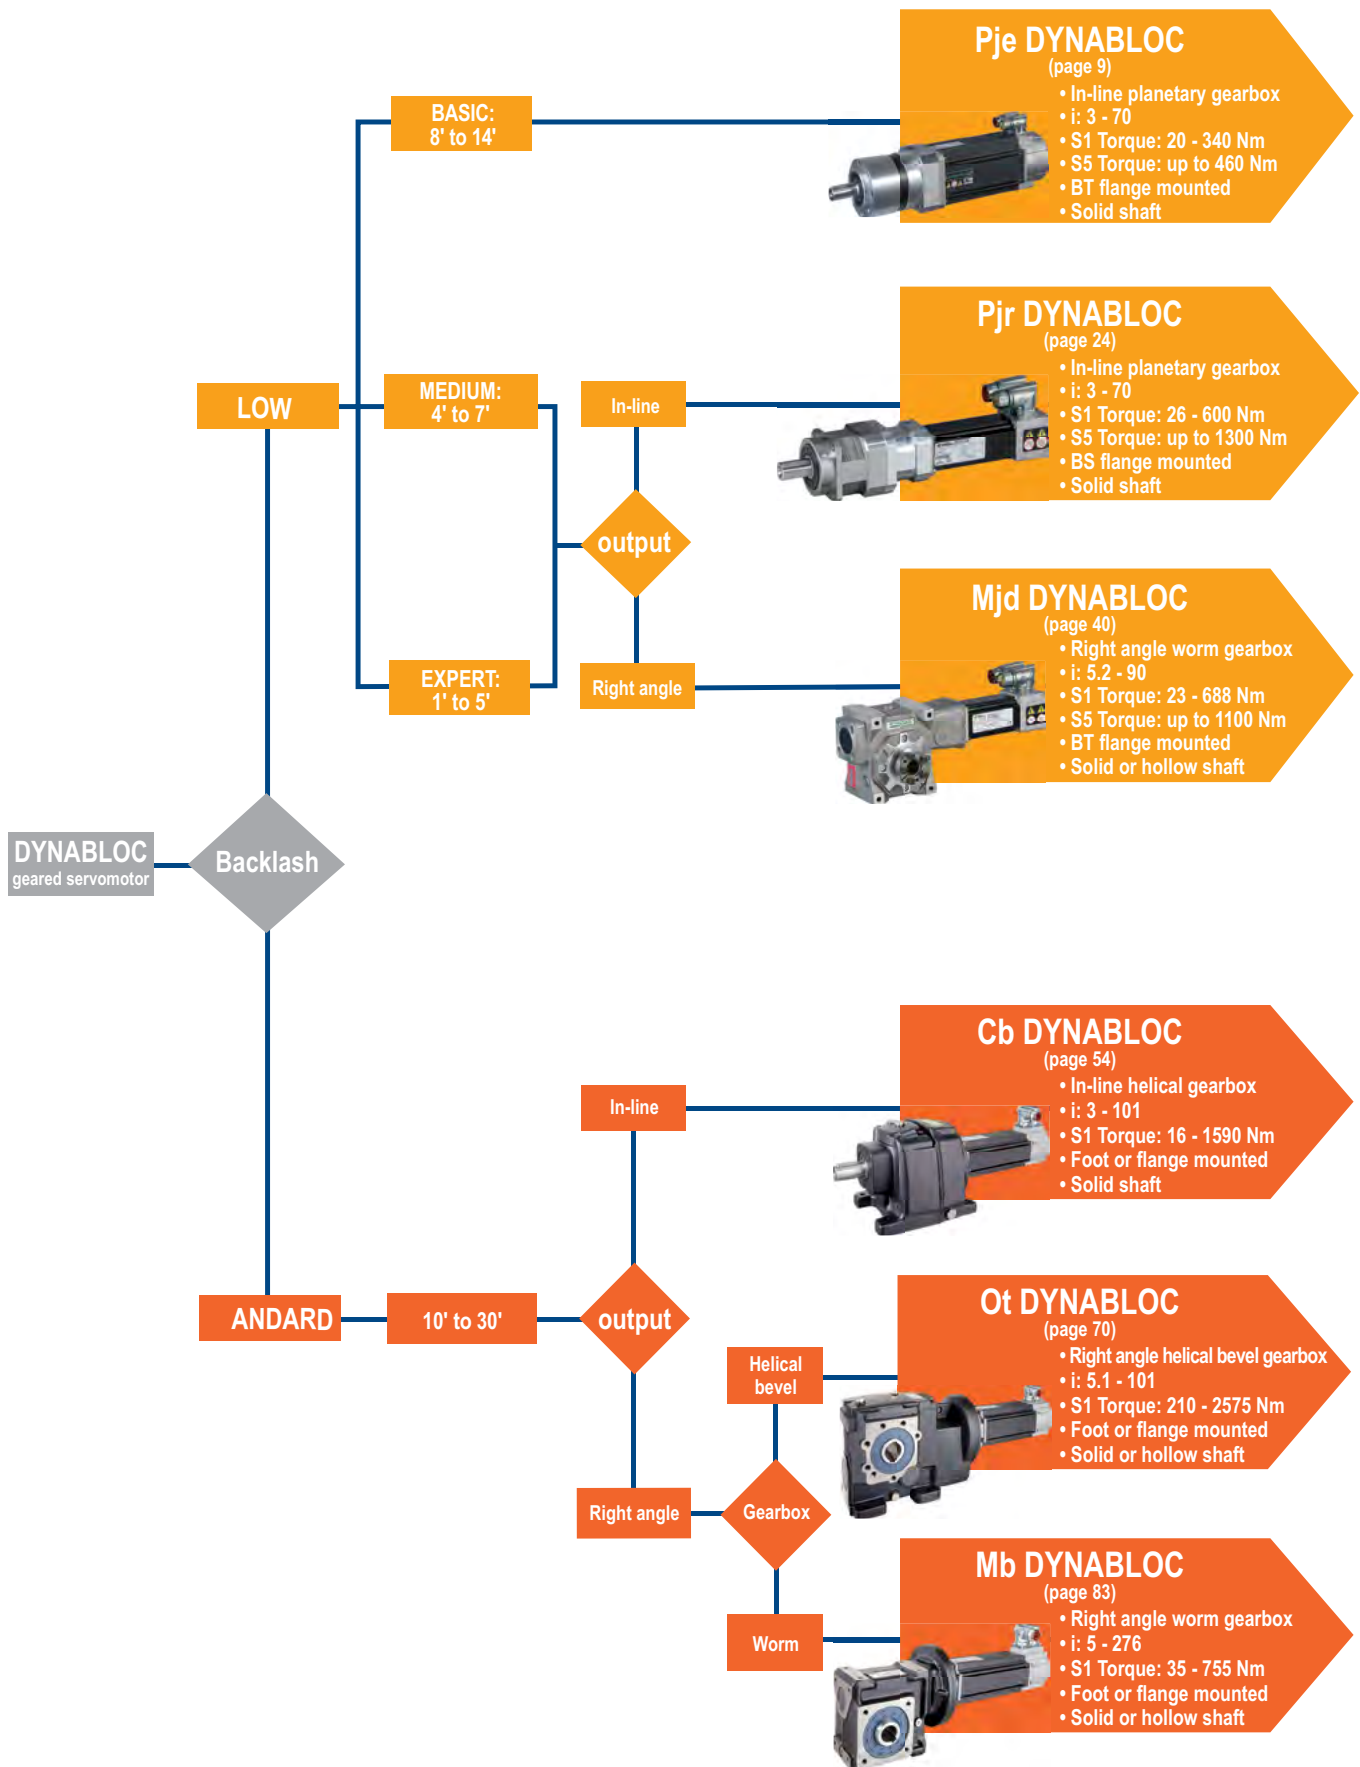 Pje DYNABLOC
(page 9)
• In-line planetary gearbox
• i: 3 - 70
• S1 Torque: 20 - 340 Nm
• S5 Torque: up to 460 Nm
• BT flange mounted
• Solid shaft
BASIC:
8' to 14'
Pjr DYNABLOC
(page 24)
• In-line planetary gearbox
• i: 3 - 70
• S1 Torque: 26 - 600 Nm
• S5 Torque: up to 1300 Nm
• BS flange mounted
• Solid shaft
LOW
MEDIUM:
4' to 7'
In-line
output
Mjd DYNABLOC
(page 40)
• Right angle worm gearbox
• i: 5.2 - 90
• S1 Torque: 23 - 688 Nm
• S5 Torque: up to 1100 Nm
• BT flange mounted
• Solid or hollow shaft
EXPERT:
1' to 5'
Right angle
DYNABLOC
geared servomotor
Backlash
Cb DYNABLOC
(page 54)
• In-line helical gearbox
• i: 3 - 101
• S1 Torque: 16 - 1590 Nm
• Foot or flange mounted
• Solid shaft
In-line
ANDARD
10' to 30'
output
Ot DYNABLOC
(page 70)
• Right angle helical bevel gearbox
• i: 5.1 - 101
• S1 Torque: 210 - 2575 Nm
• Foot or flange mounted
• Solid or hollow shaft
Helical
bevel
Right angle
Gearbox
Mb DYNABLOC
(page 83)
• Right angle worm gearbox
• i: 5 - 276
• S1 Torque: 35 - 755 Nm
• Foot or flange mounted
• Solid or hollow shaft
Worm